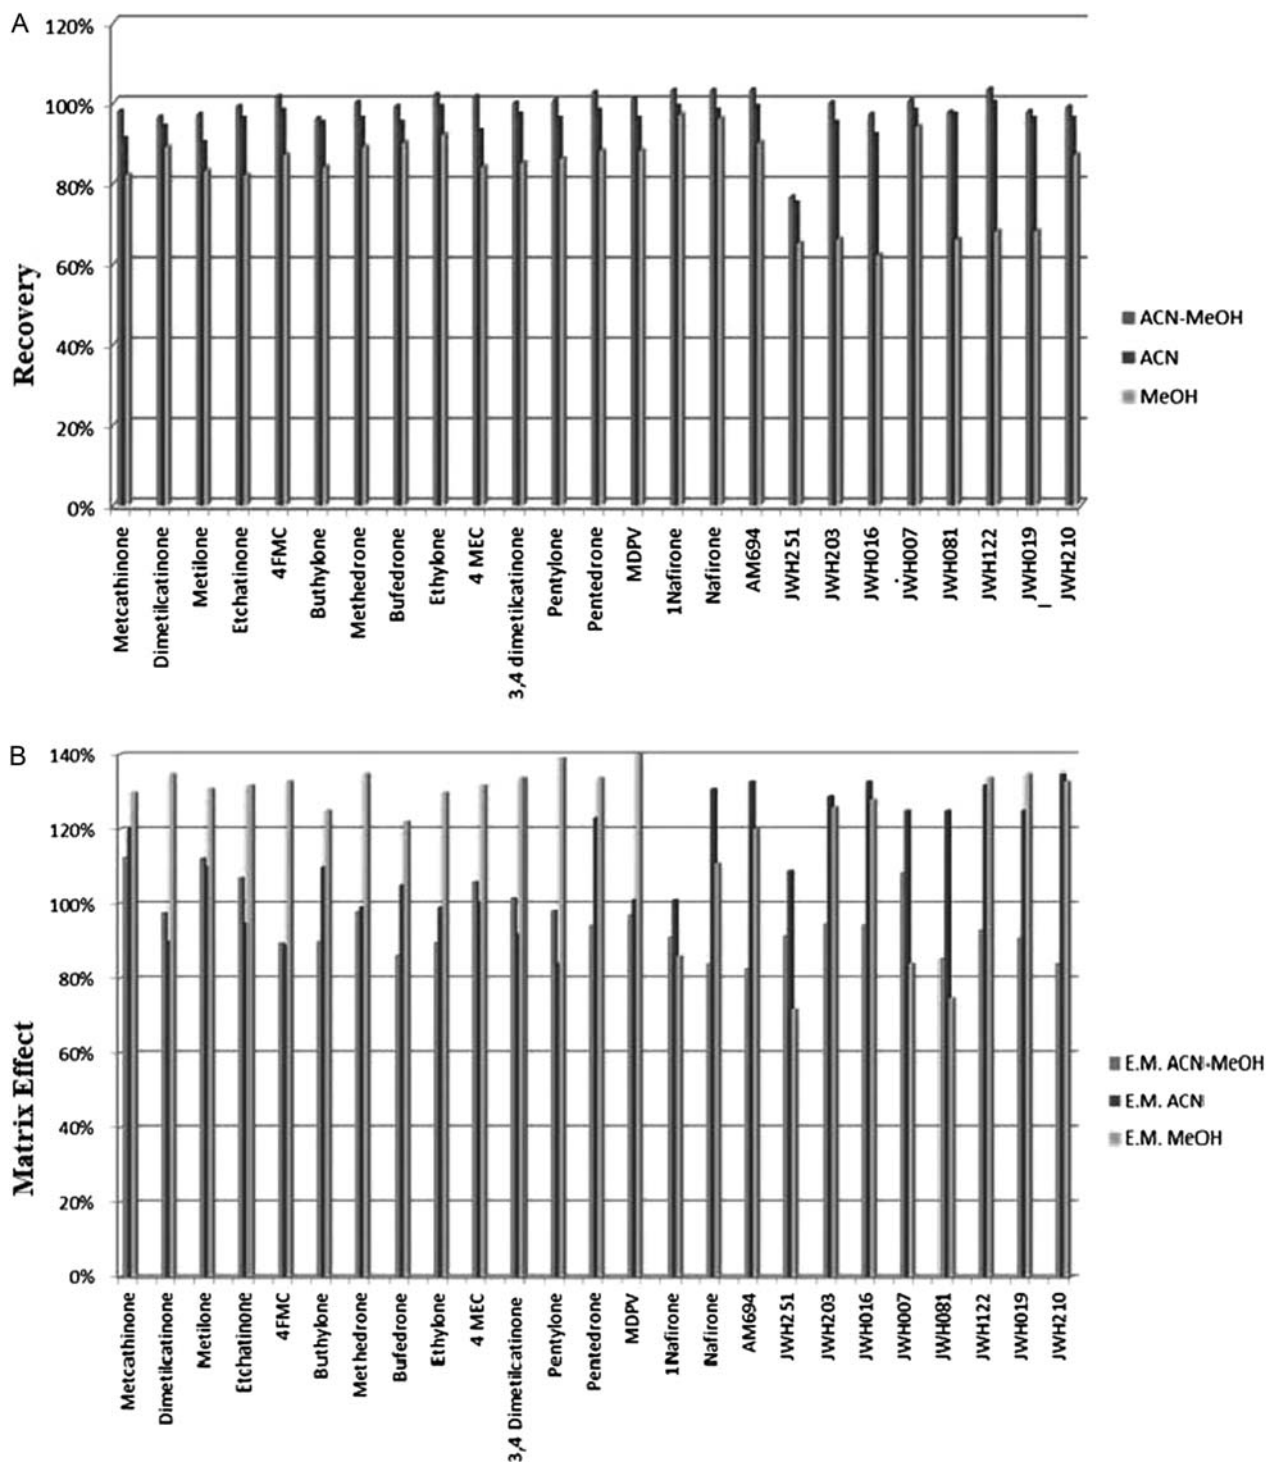 A
120%
100%
80%
60%
40%
20%
0%
Recovery
ACN-MeOH
ACN
MeOH
Metcathinone
Dimetilcatinone
Metilone
Etchatinone
4FMC
Buthylone
Methedrone
Bufedrone
Ethylone
4 MEC
3,4 dimetilcatinone
Pentylone
Pentedrone
MDPV
1Nafirone
Nafirone
AM694
JWH251
JWH203
JWH016
JWH007
JWH081
JWH122
JWH019
JWH210
B
140%
120%
100%
80%
60%
40%
20%
0%
Matrix Effect
E.M. ACN-MeOH
E.M. ACN
E.M. MeOH
Metcathinone
Dimetilcatinone
Metilone
Etchatinone
4FMC
Buthylone
Methedrone
Bufedrone
Ethylone
4 MEC
3,4 Dimetilcatinone
Pentylone
Pentedrone
MDPV
1Nafirone
Nafirone
AM694
JWH251
JWH203
JWH016
JWH007
JWH081
JWH122
JWH019
JWH210